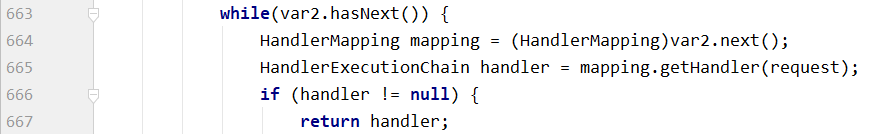 663 while(var2.hasNext()) {
664 HandlerMapping mapping = (HandlerMapping)var2.next();
665 HandlerExecutionChain handler = mapping.getHandler(request);
666 if (handler != null) {
667 return handler;